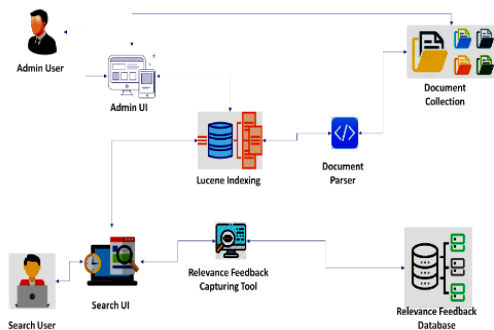 Admin User
Admin UI
Document
Collection
Lucene Indexing
Document
Parser
Search User
Search UI
Relevance Feedback
Capturing Tool
Relevance Feedback
Database